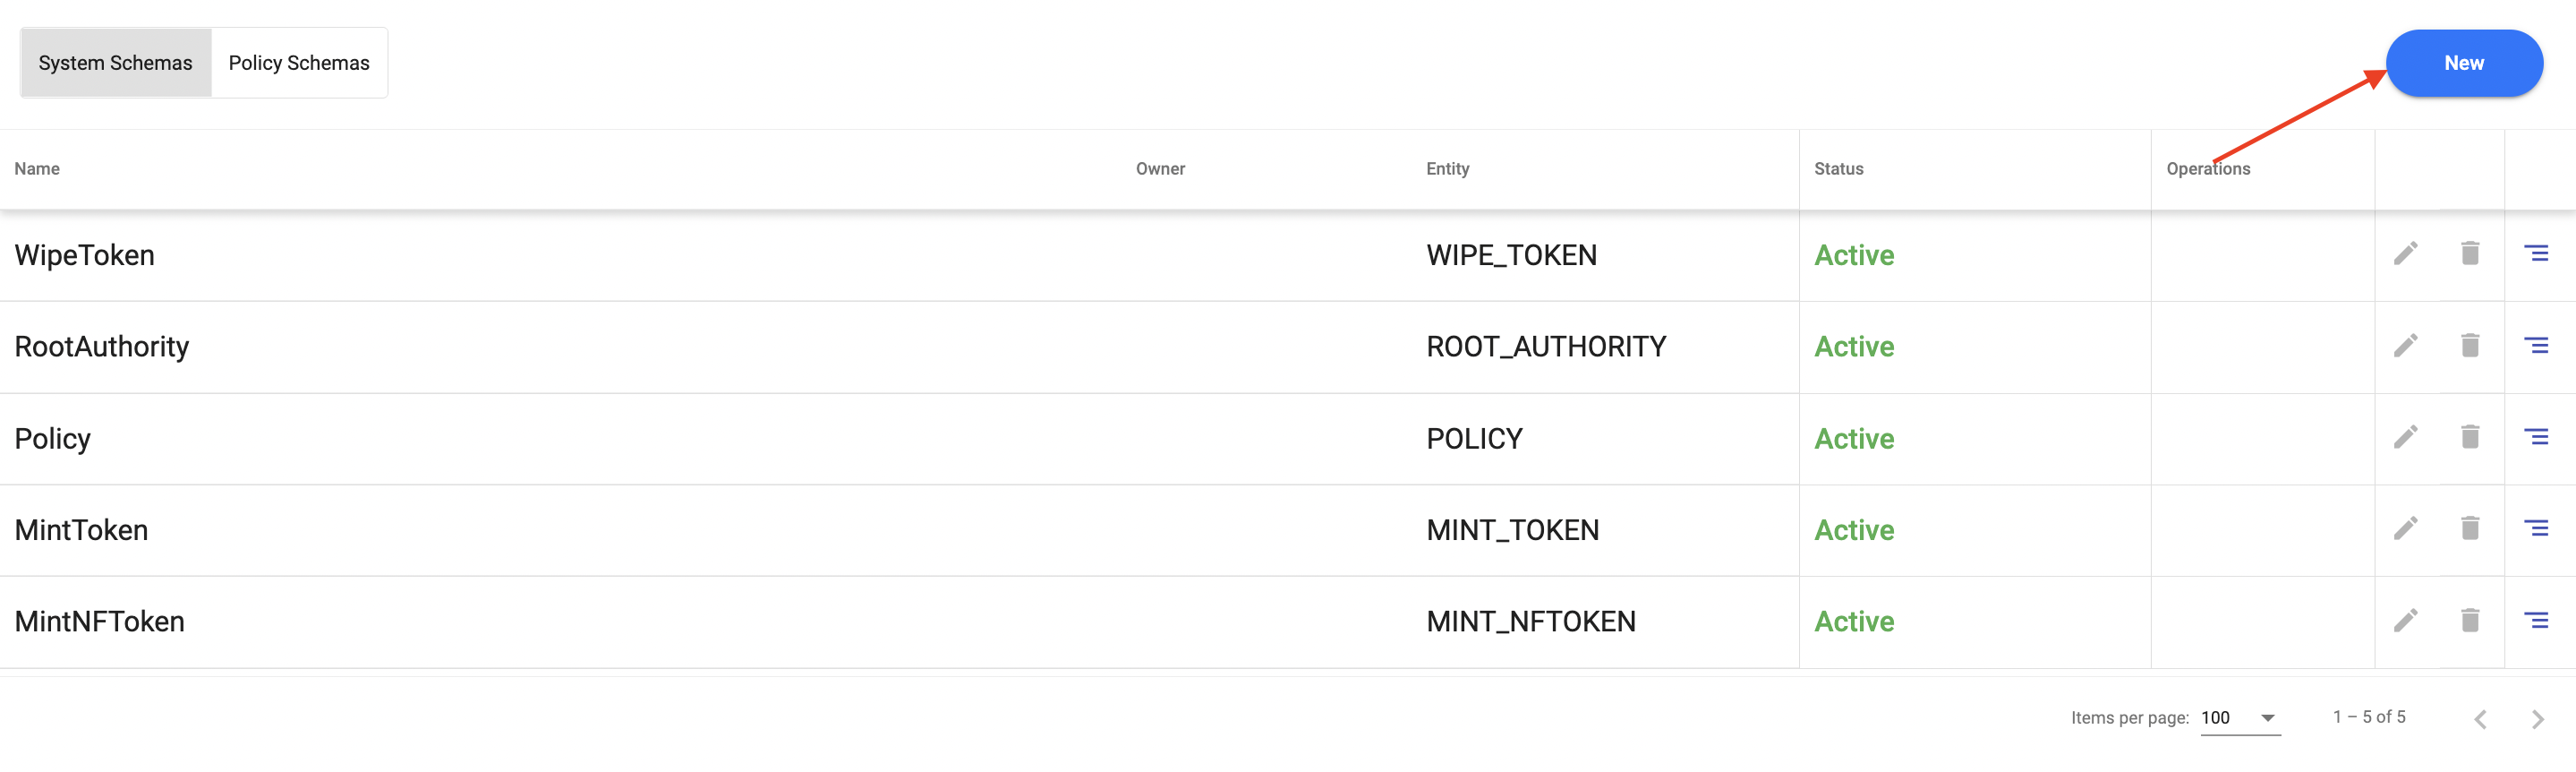 System Schemas Policy Schemas New
Name Owner Entity Status Operations
WipeToken WIPE_TOKEN Active
RootAuthority ROOT_AUTHORITY Active
Policy POLICY Active
MintToken MINT_TOKEN Active
MintNFToken MINT_NFTOKEN Active
Items per page: 100 1 – 5 of 5